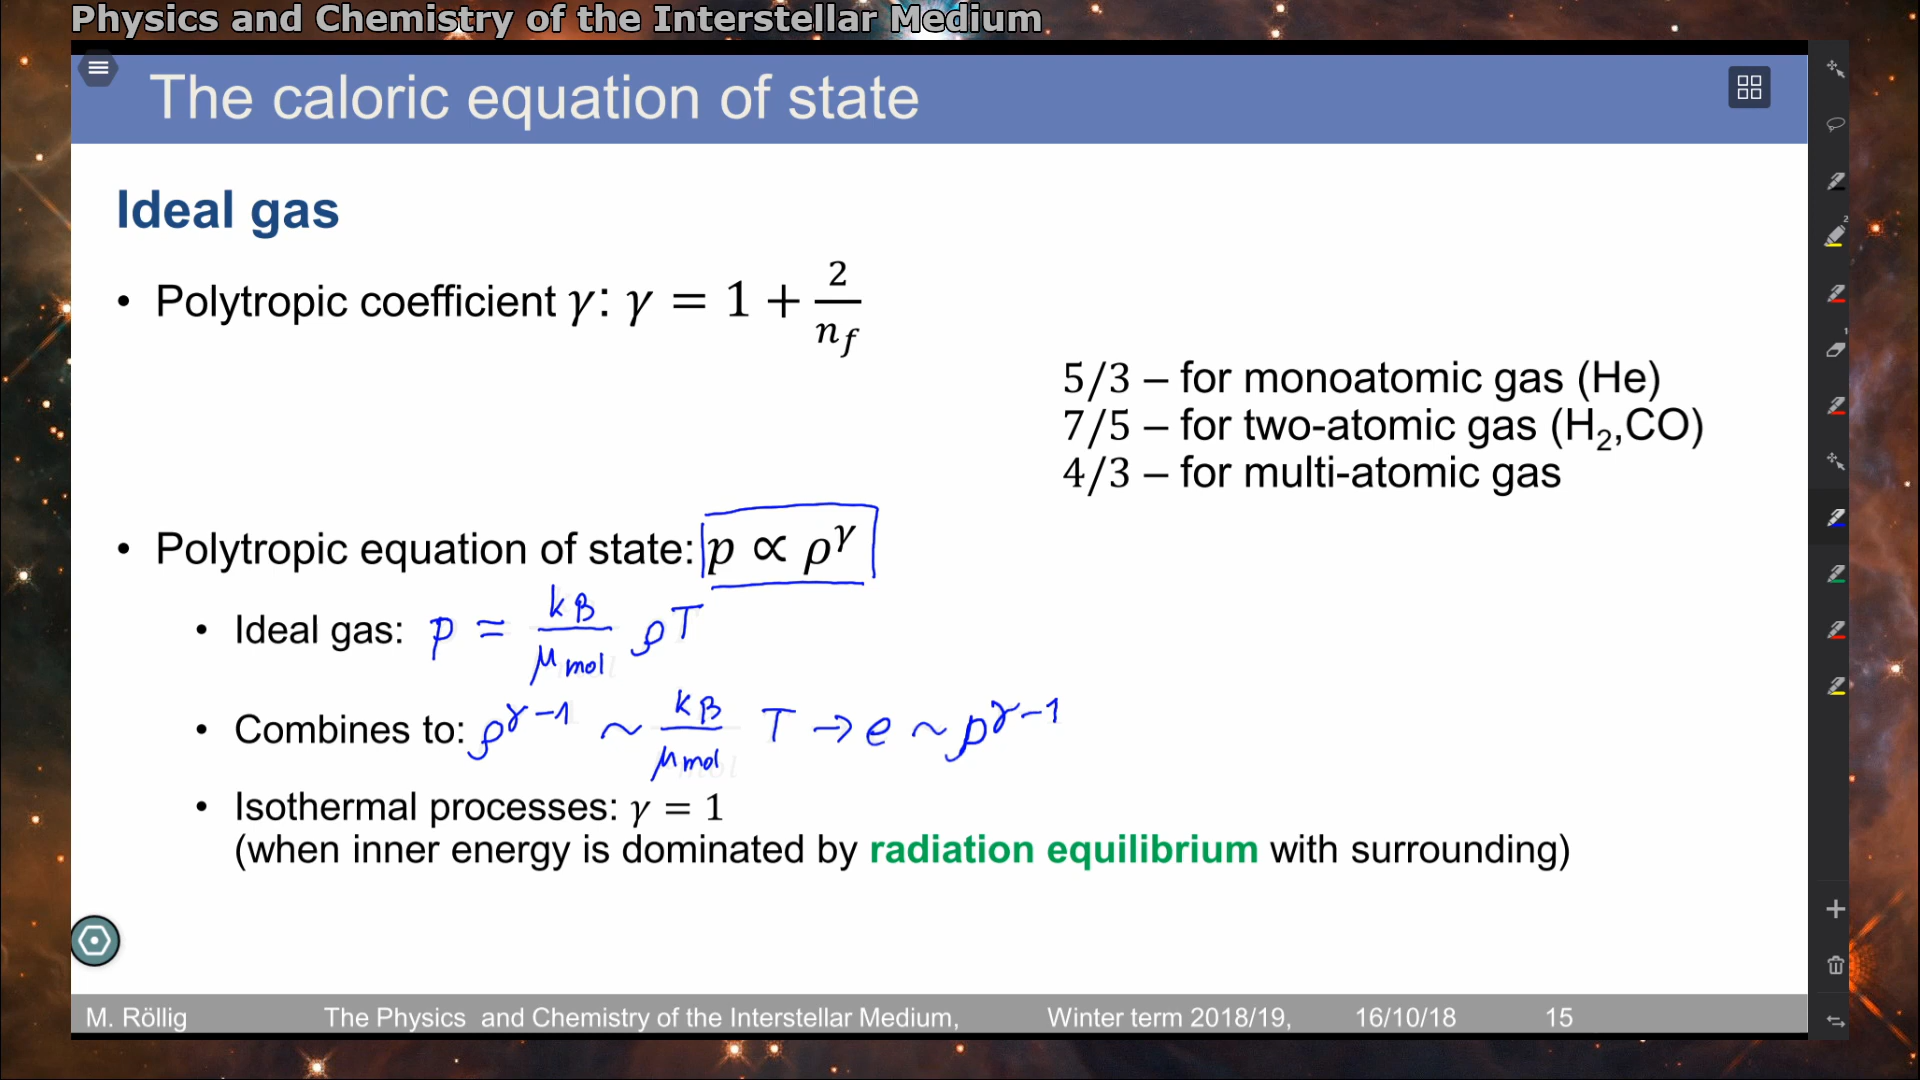 Physics and Chemistry of the Interstellar Medium
The caloric equation of state
Ideal gas
• Polytropic coefficient γ: γ = 1 + 2/n_f
5/3 – for monoatomic gas (He)
7/5 – for two-atomic gas (H₂,CO)
4/3 – for multi-atomic gas
• Polytropic equation of state: p ∝ ρ^γ
• Ideal gas: p = k_B/μ_mol ρT
• Combines to: ρ^(γ-1) ~ k_B/μ_mol T → e ~ ρ^(γ-1)
• Isothermal processes: γ = 1
(when inner energy is dominated by radiation equilibrium with surrounding)
M. Röllig The Physics and Chemistry of the Interstellar Medium, Winter term 2018/19, 16/10/18 15